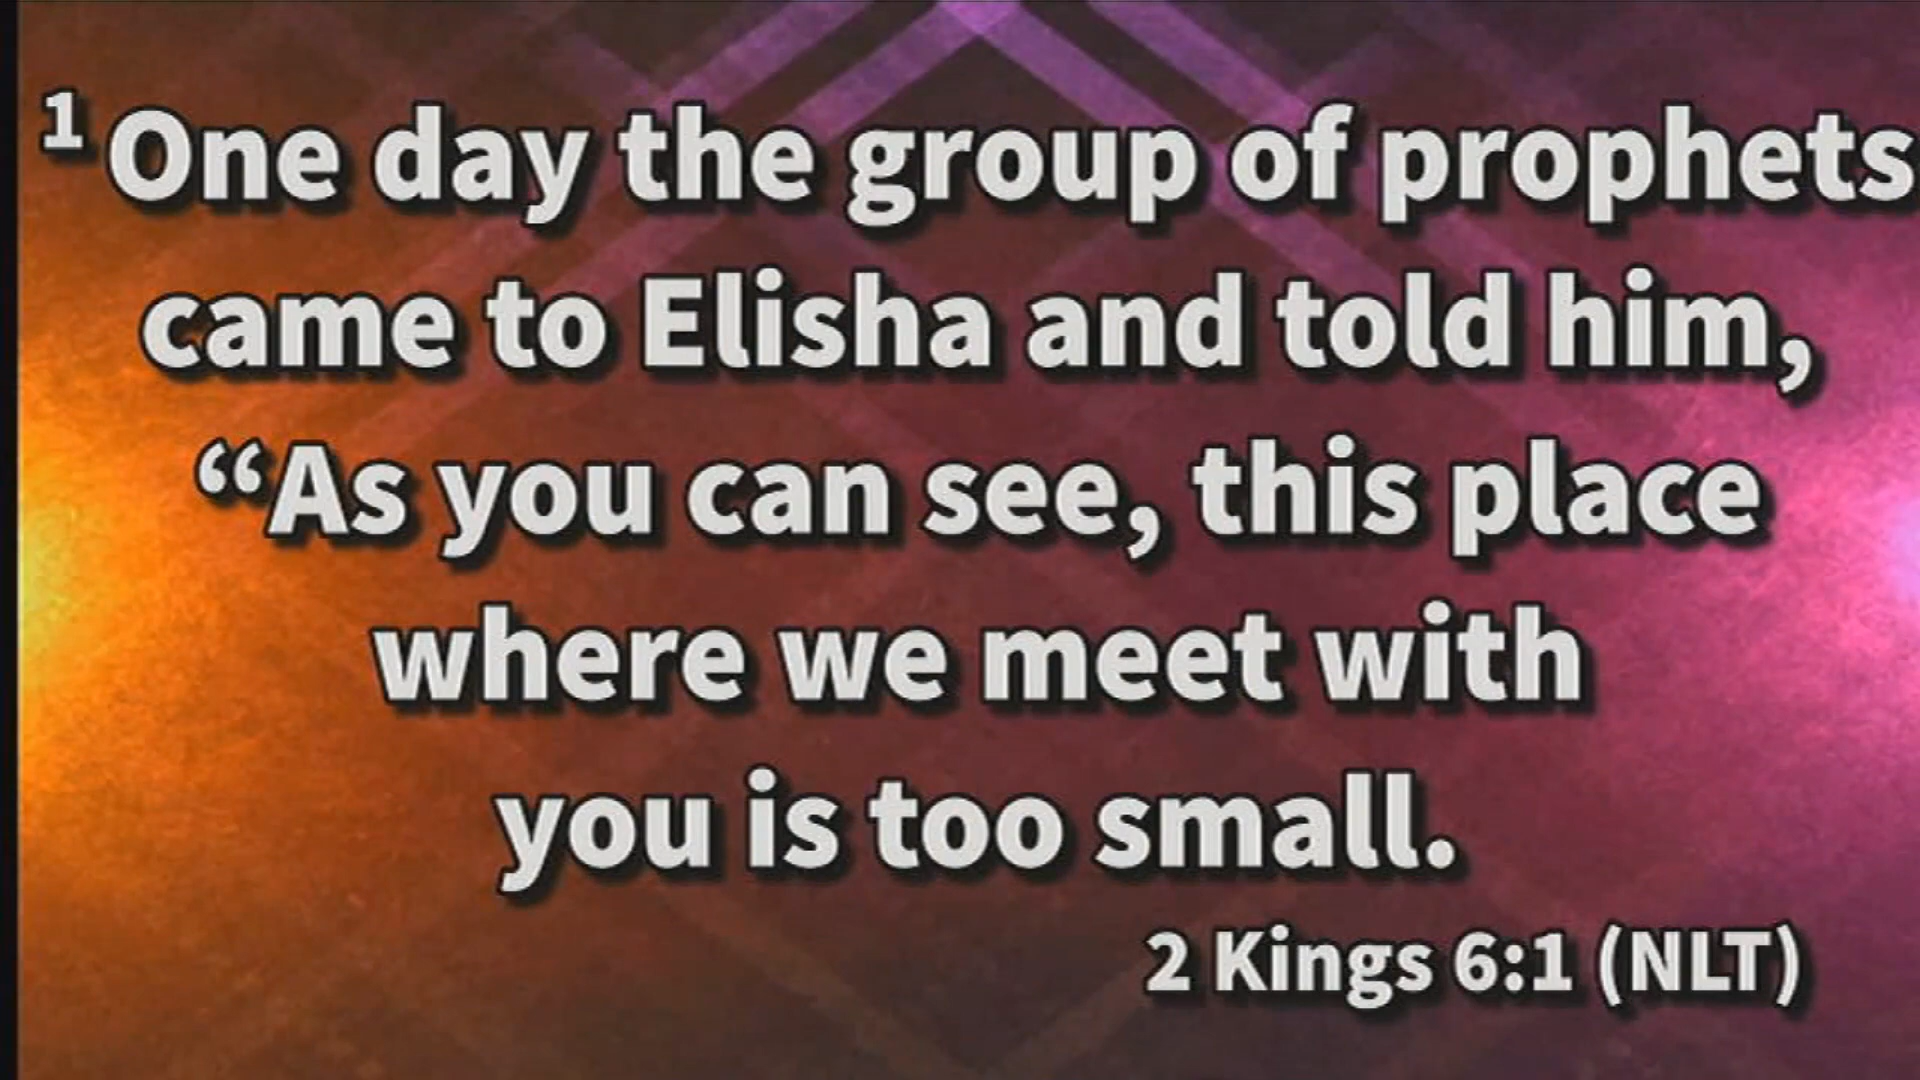 1 One day the group of prophets
came to Elisha and told him,
“As you can see, this place
where we meet with
you is too small.
2 Kings 6:1 (NLT)